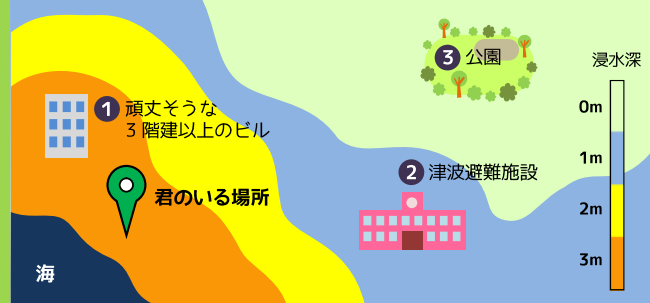 1 頑丈そうな
3階建以上のビル
君のいる場所
海
3 公園
2 津波避難施設
浸水深
0m
1m
2m
3m